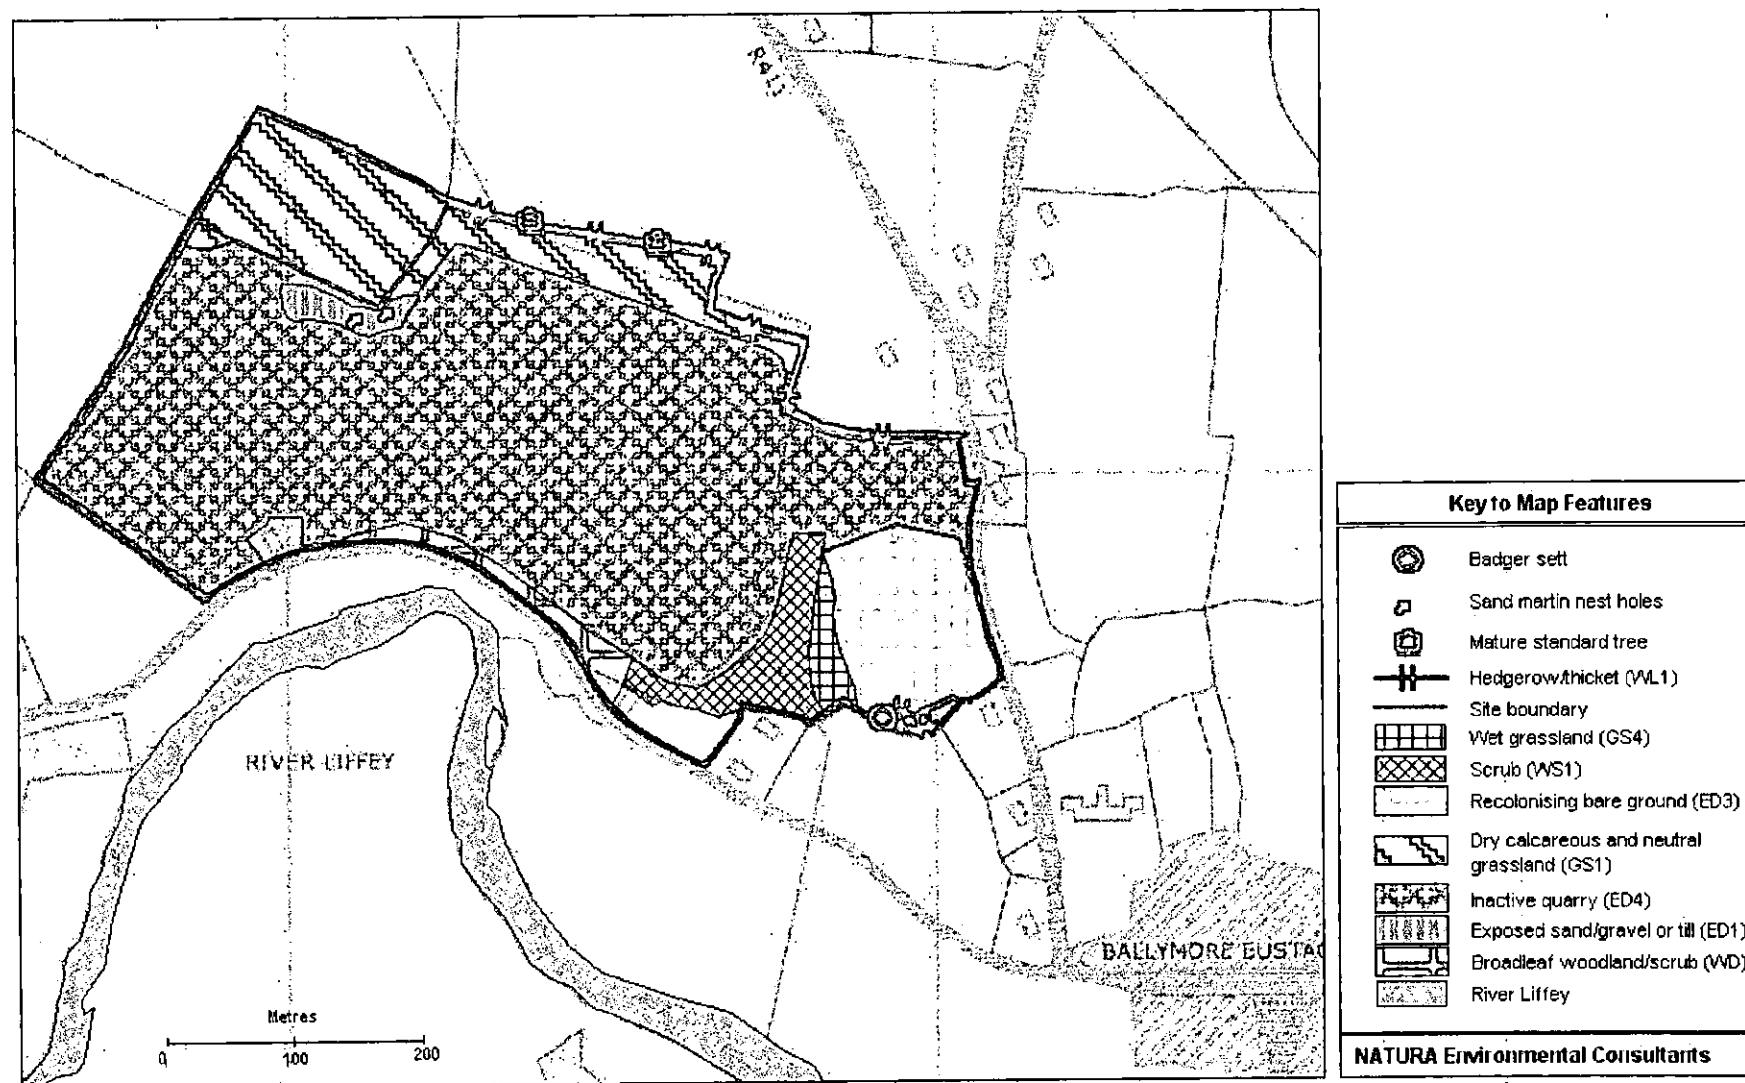 R413
RIVER LIFFEY
BALLYMORE EUSTAC
Metres
0 100 200
Key to Map Features
Badger sett
Sand martin nest holes
Mature standard tree
Hedgerow/thicket (WL1)
Site boundary
Wet grassland (GS4)
Scrub (WS1)
Recolonising bare ground (ED3)
Dry calcareous and neutral
grassland (GS1)
Inactive quarry (ED4)
Exposed sand/gravel or till (ED1)
Broadleaf woodland/scrub (WD)
River Liffey
NATURA Environmental Consultants